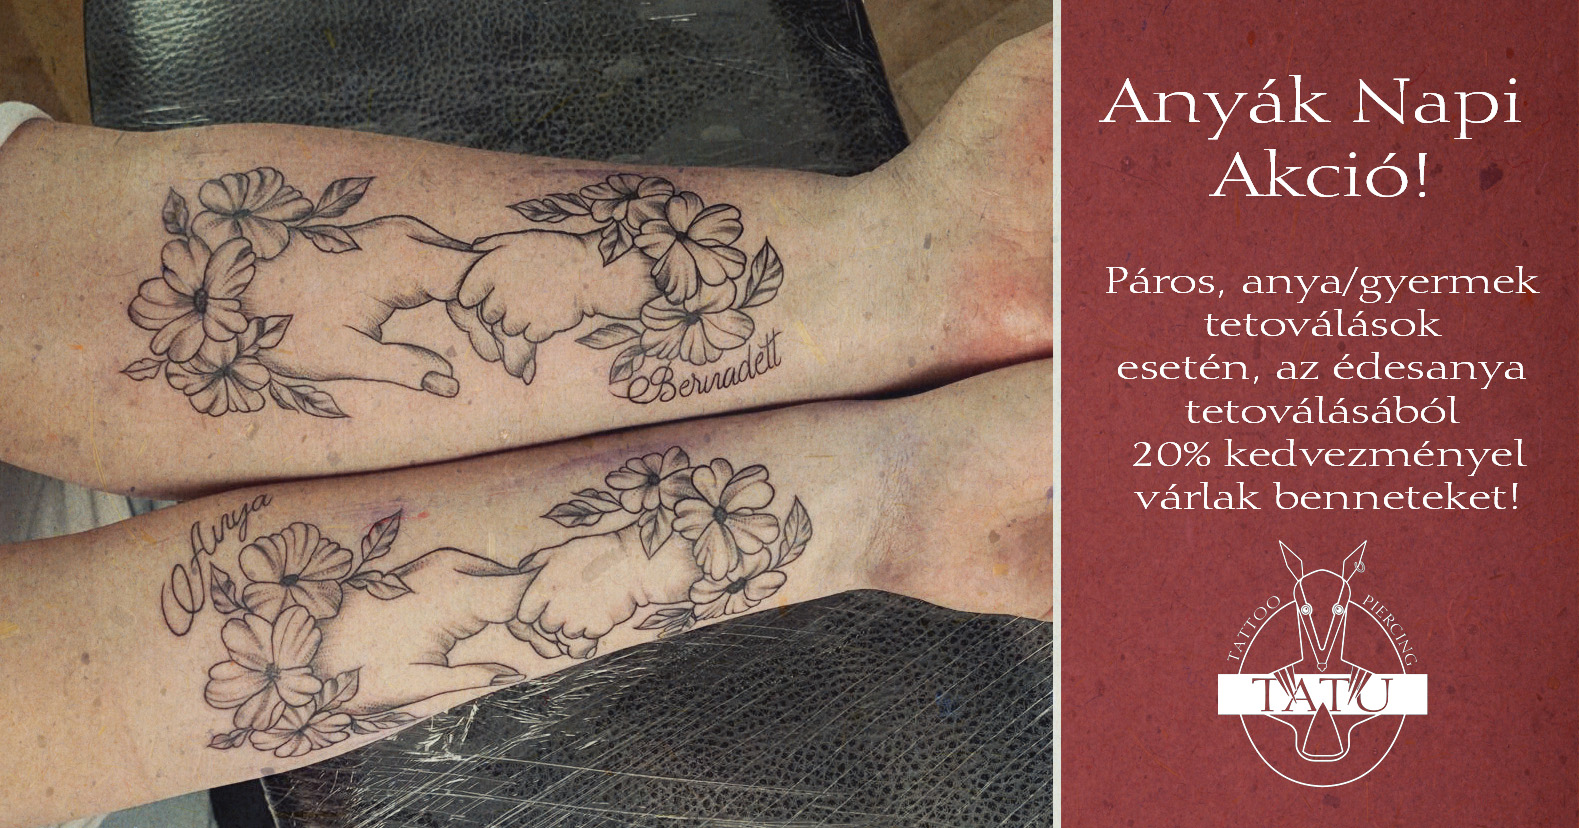 Bernadett
Anya
Anyák Napi
Akció!
Páros, anya/gyermek
tetoválások
esetén, az édesanya
tetoválásából
20% kedvezményel
várlak benneteket!
TATTOO
PIERCING
TATU